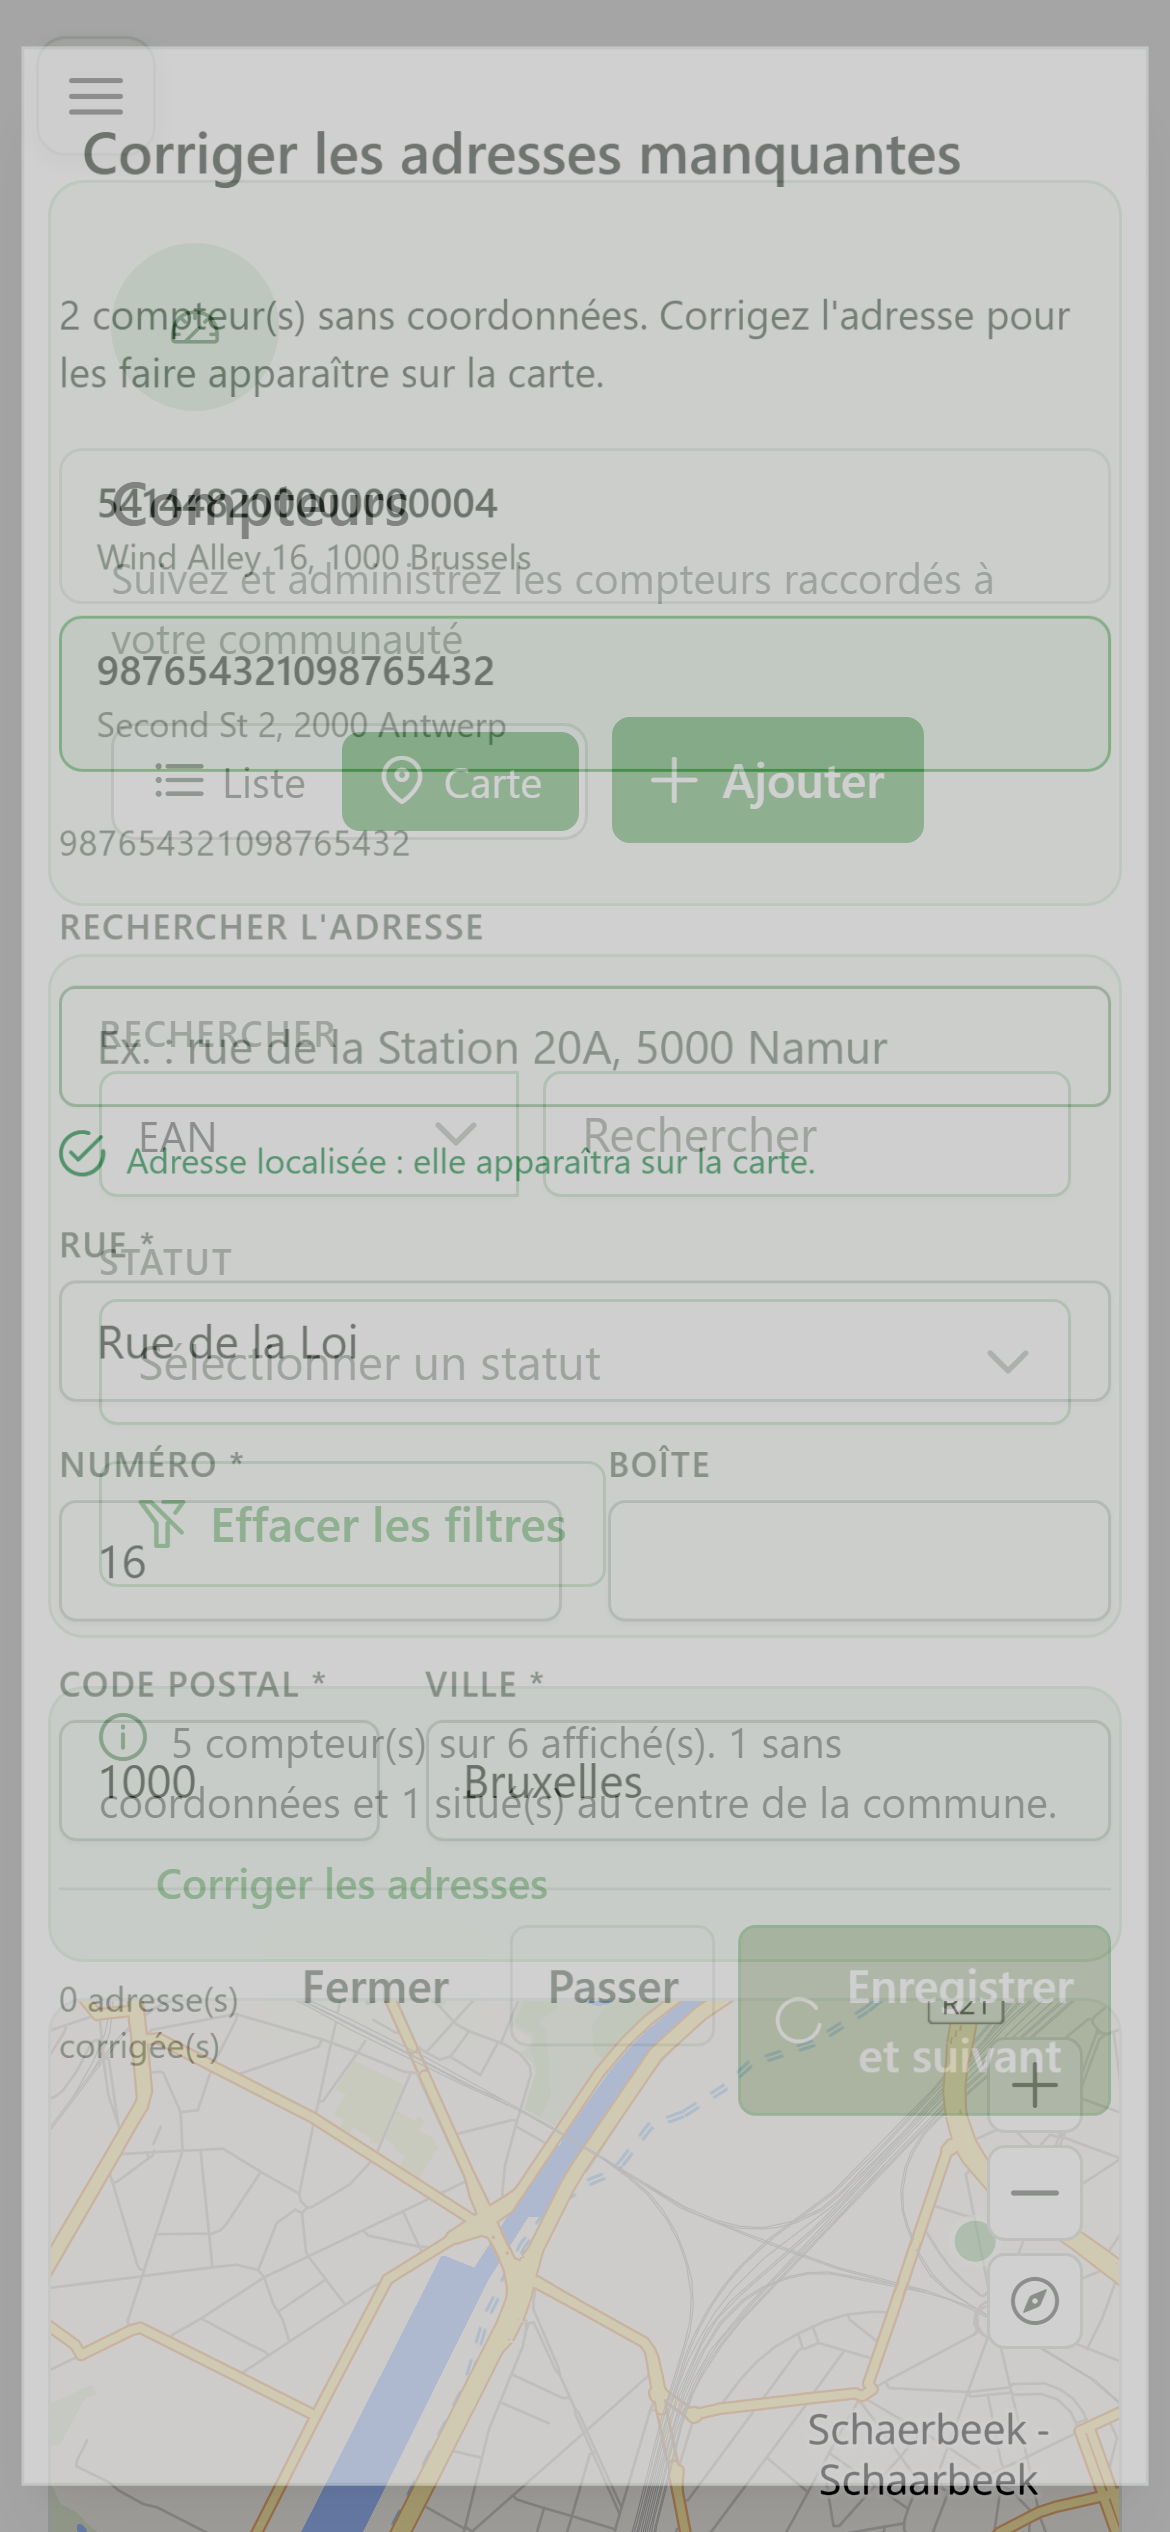 Corriger les adresses manquantes
2 compteur(s) sans coordonnées. Corrigez l'adresse pour
les faire apparaître sur la carte.
541448200000000004
Compteurs
Wind Alley 16, 1000 Brussels
Suivez et administrez les compteurs raccordés à
votre communauté
987654321098765432
Second St 2, 2000 Antwerp
Liste
Carte
Ajouter
987654321098765432
RECHERCHER L'ADRESSE
RECHERCHER
Ex. : rue de la Station 20A, 5000 Namur
EAN
Rechercher
Adresse localisée : elle apparaîtra sur la carte.
RUE *
STATUT
Rue de la Loi
Sélectionner un statut
NUMÉRO *
BOÎTE
Effacer les filtres
16
CODE POSTAL *
VILLE *
5 compteur(s) sur 6 affiché(s). 1 sans
coordonnées et 1 situé(s) au centre de la commune.
1000
Bruxelles
Corriger les adresses
0 adresse(s)
corrigée(s)
Fermer
Passer
Enregistrer
et suivant
R21
Schaerbeek -
Schaarbeek